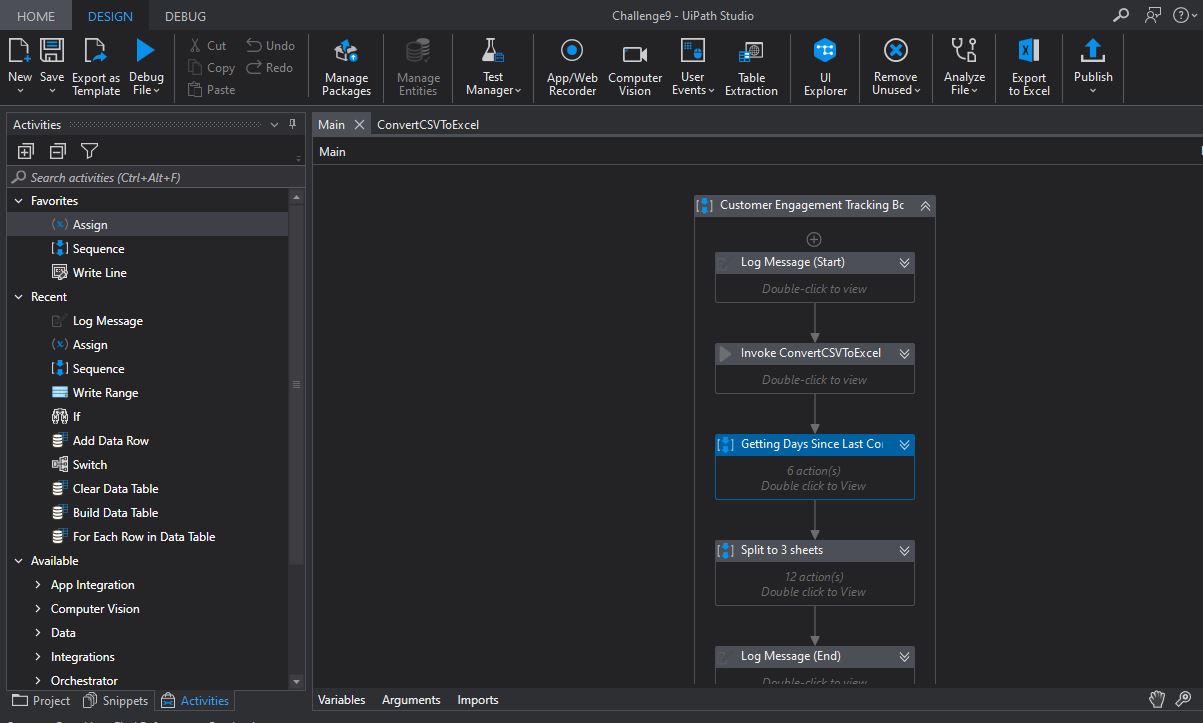 HOME DESIGN DEBUG Challenge9 - UiPath Studio
New Save Export as Template Debug File
Cut Undo
Copy Redo
Paste
Manage Packages
Manage Entities
Test Manager
App/Web Recorder
Computer Vision
User Events
Table Extraction
UI Explorer
Remove Unused
Analyze File
Export to Excel
Publish
Activities
Search activities (Ctrl+Alt+F)
Favorites
Assign
Sequence
Write Line
Recent
Log Message
Assign
Sequence
Write Range
If
Add Data Row
Switch
Clear Data Table
Build Data Table
For Each Row in Data Table
Available
App Integration
Computer Vision
Data
Integrations
Orchestrator
Project Snippets Activities
Main ConvertCSVToExcel
Main
Customer Engagement Tracking Bo
Log Message (Start)
Double-click to view
Invoke ConvertCSVToExcel
Double-click to view
Getting Days Since Last Con
6 action(s)
Double click to View
Split to 3 sheets
12 action(s)
Double click to View
Log Message (End)
Double-click to view
Variables Arguments Imports